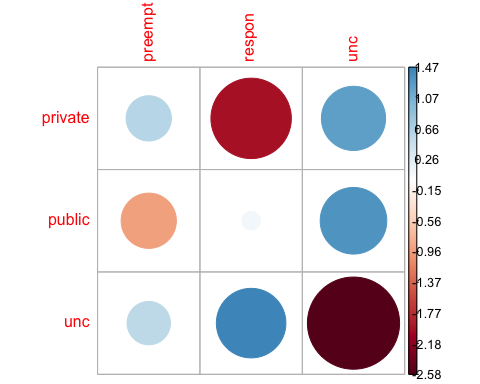 preempt
respon
unc
private
public
unc
1.47
1.07
0.66
0.26
-0.15
-0.56
-0.96
-1.37
-1.77
-2.18
-2.58